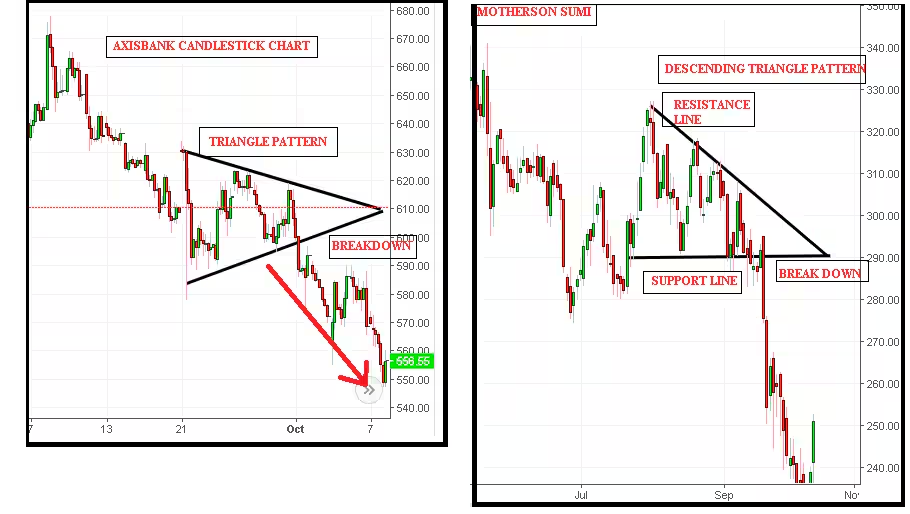 AXISBANK CANDLESTICK CHART
TRIANGLE PATTERN
BREAKDOWN
680.00
670.00
660.00
650.00
640.00
630.00
620.00
610.00
600.00
590.00
580.00
570.00
560.00
558.55
550.00
540.00
7
13
21
Oct
7
MOTHERSON SUMI
DESCENDING TRIANGLE PATTERN
RESISTANCE
LINE
SUPPORT LINE
BREAK DOWN
350.00
340.00
330.00
320.00
310.00
300.00
290.00
280.00
270.00
260.00
250.00
240.00
Jul
Sep
No